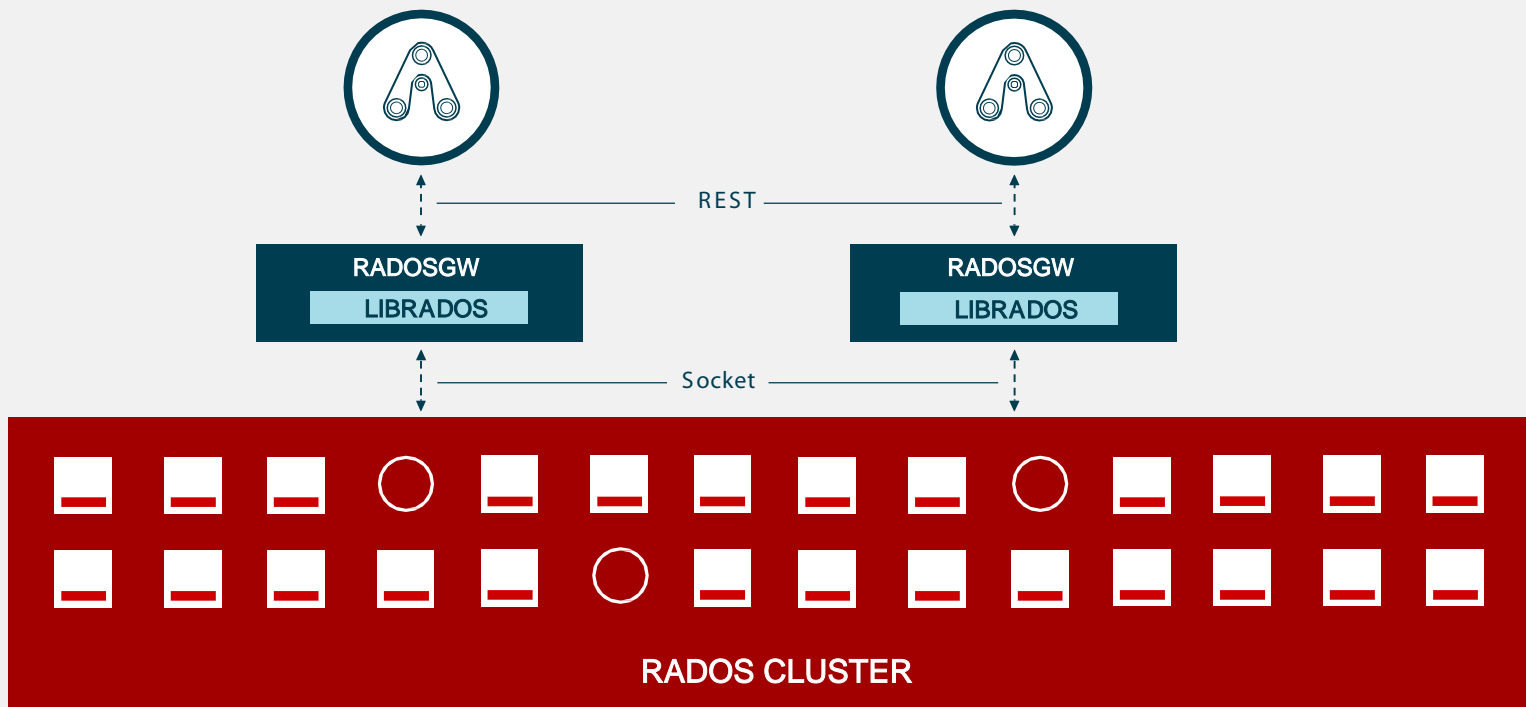 REST
RADOSGW
RADOSGW
LIBRADOS
LIBRADOS
Socket
RADOS CLUSTER